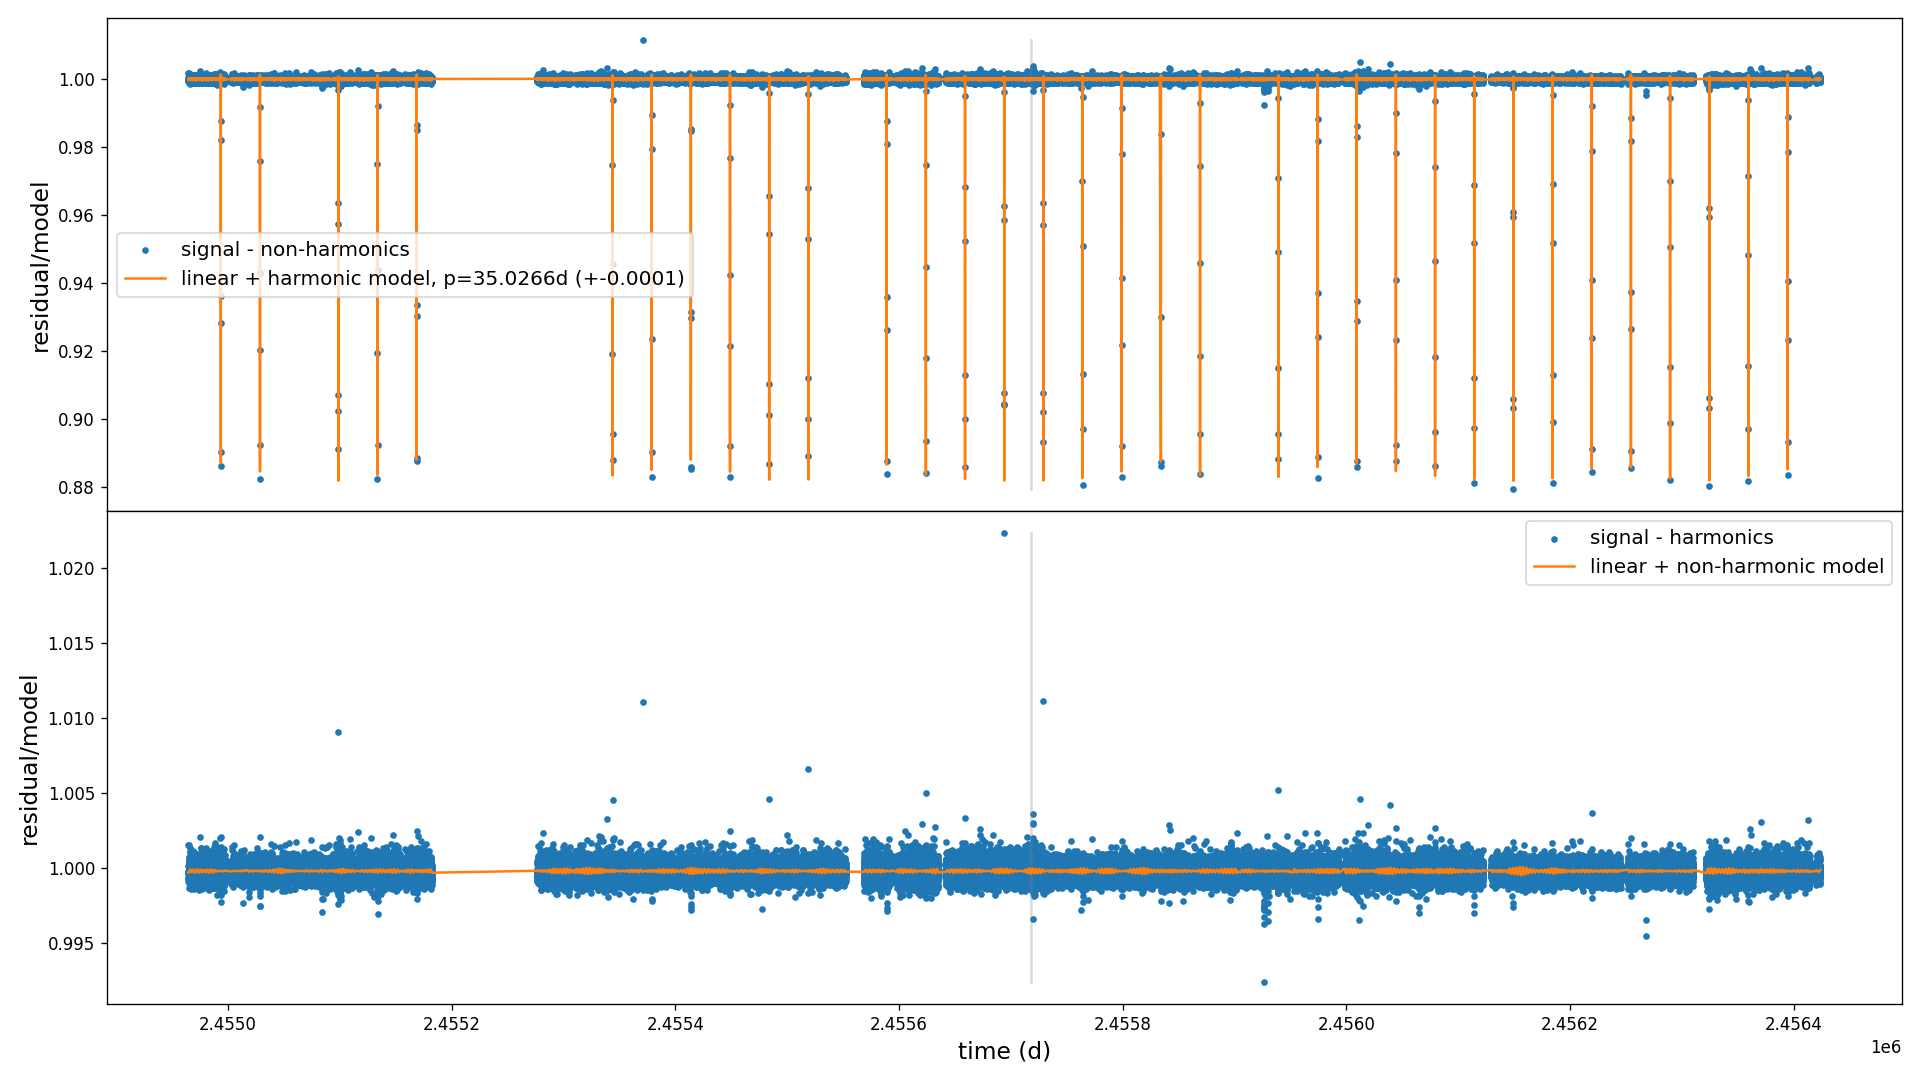 1.00
0.98
0.96
0.94
0.92
0.90
0.88
residual/model
signal - non-harmonics
linear + harmonic model, p=35.0266d (+-0.0001)
1.020
1.015
1.010
1.005
1.000
0.995
residual/model
signal - harmonics
linear + non-harmonic model
2.4550 2.4552 2.4554 2.4556 2.4558 2.4560 2.4562 2.4564
time (d)
1e6